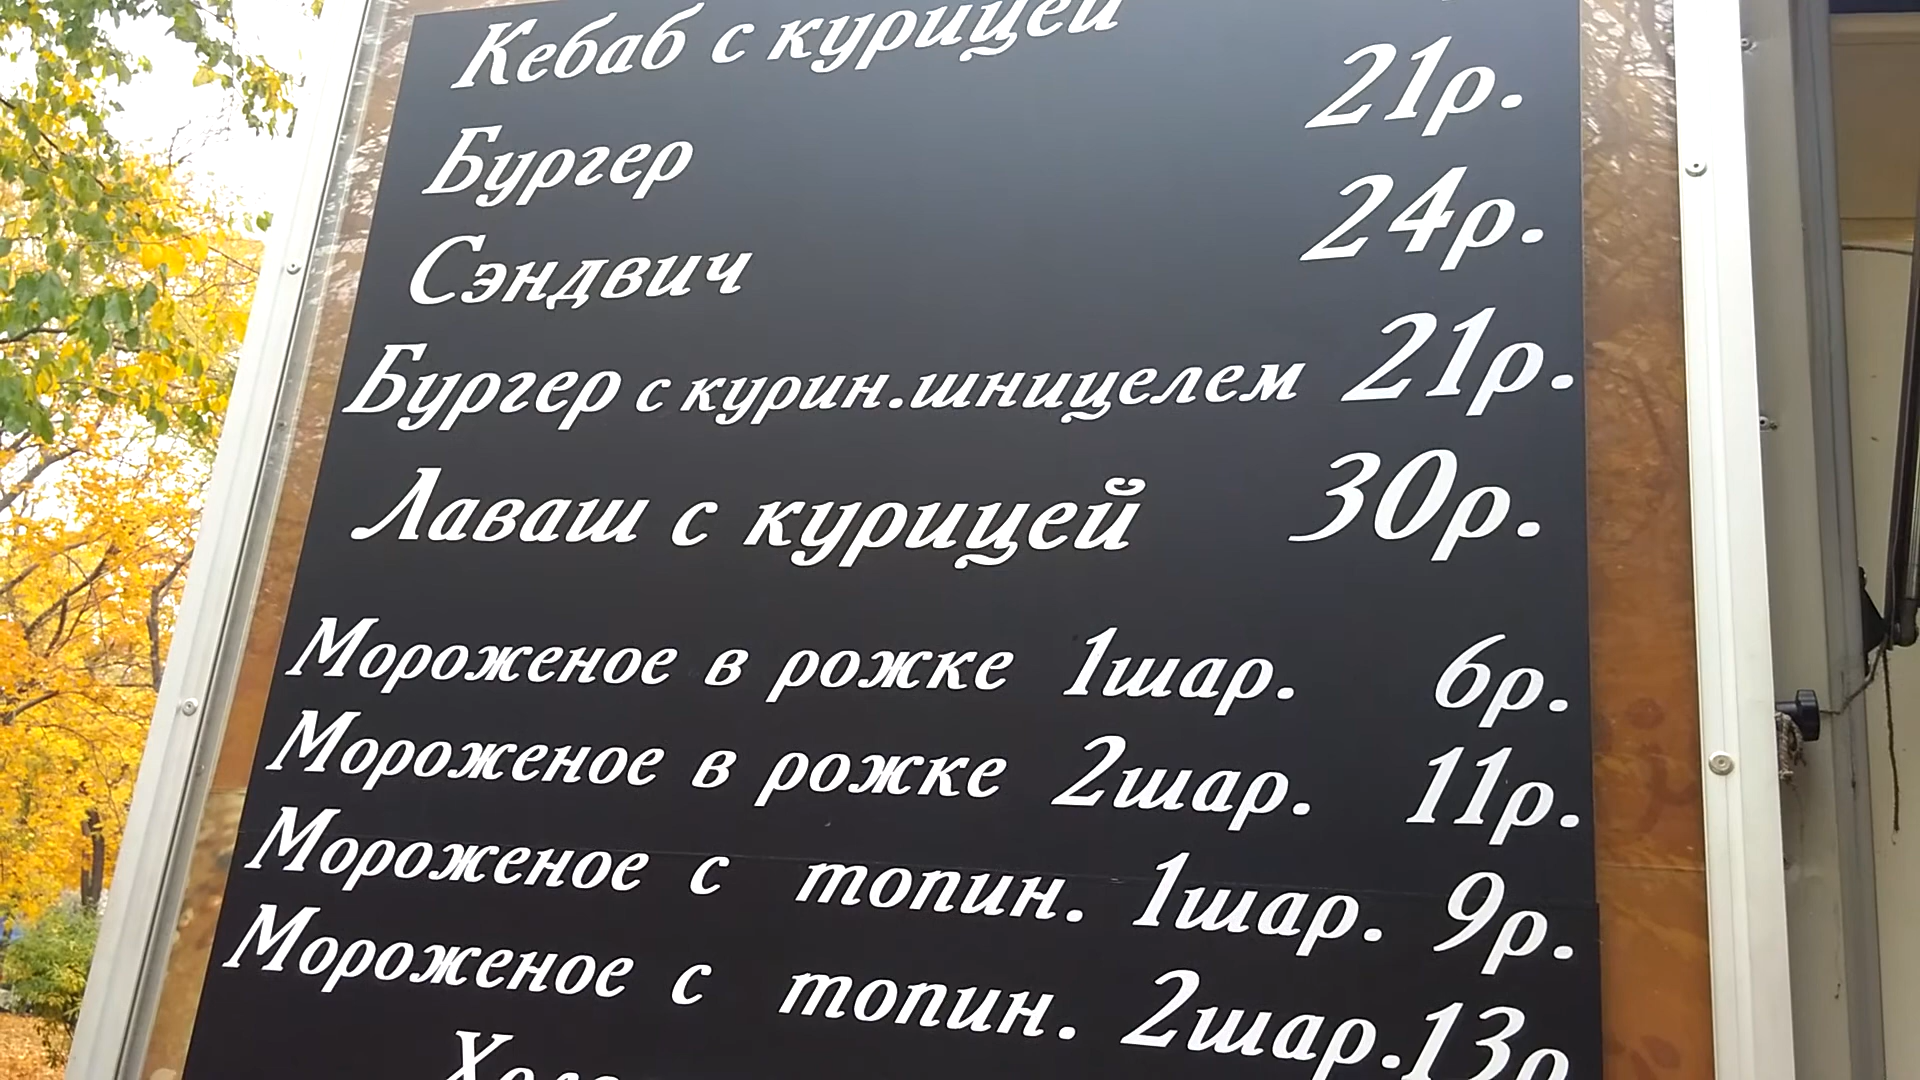 Кебаб с курицей
Бургер 21р.
Сэндвич 24р.
Бургер с курин.шницелем 21р.
Лаваш с курицей 30р.
Мороженое в рожке 1шар. 6р.
Мороженое в рожке 2шар. 11р.
Мороженое с топин. 1шар. 9р.
Мороженое с топин. 2шар. 13р